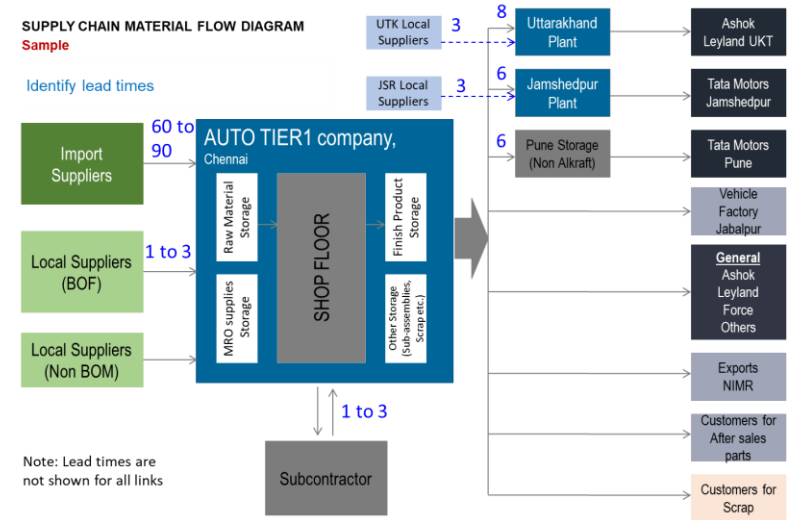 SUPPLY CHAIN MATERIAL FLOW DIAGRAM
Sample
Identify lead times
Import
Suppliers
60 to
90
Local Suppliers
(BOF)
1 to 3
Local Suppliers
(Non BOM)
Note: Lead times are
not shown for all links
AUTO TIER1 company,
Chennai
Raw Material
Storage
MRO supplies
Storage
SHOP FLOOR
Finish Product
Storage
Other Storage
(Sub-assemblies,
Scrap etc.)
1 to 3
Subcontractor
UTK Local
Suppliers
3
8
Uttarakhand
Plant
Ashok
Leyland UKT
JSR Local
Suppliers
3
6
Jamshedpur
Plant
Tata Motors
Jamshedpur
6
Pune Storage
(Non Alkraft)
Tata Motors
Pune
Vehicle
Factory
Jabalpur
General
Ashok
Leyland
Force
Others
Exports
NIMR
Customers for
After sales
parts
Customers for
Scrap